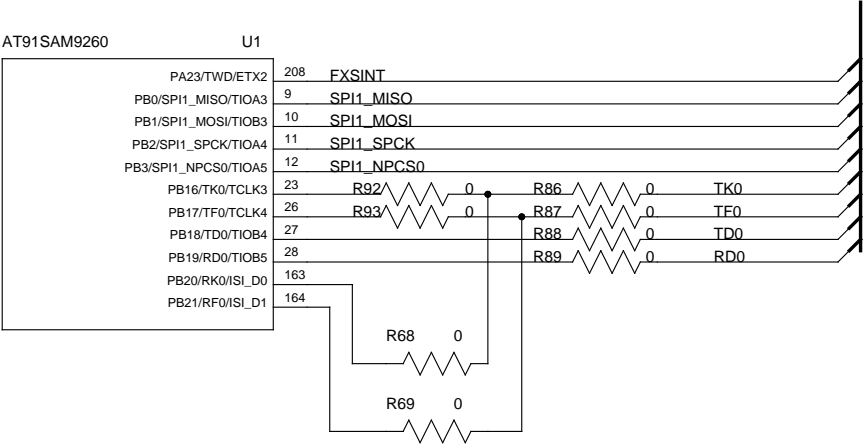 AT91SAM9260 U1
PA23/TWD/ETX2 208 FXSINT
PB0/SPI1_MISO/TIOA3 9 SPI1_MISO
PB1/SPI1_MOSI/TIOB3 10 SPI1_MOSI
PB2/SPI1_SPCK/TIOA4 11 SPI1_SPCK
PB3/SPI1_NPCS0/TIOA5 12 SPI1_NPCS0
PB16/TK0/TCLK3 23 R92 0 R86 0 TK0
PB17/TF0/TCLK4 26 R93 0 R87 0 TF0
PB18/TD0/TIOB4 27 R88 0 TD0
PB19/RD0/TIOB5 28 R89 0 RD0
PB20/RK0/ISI_D0 163
PB21/RF0/ISI_D1 164
R68 0
R69 0